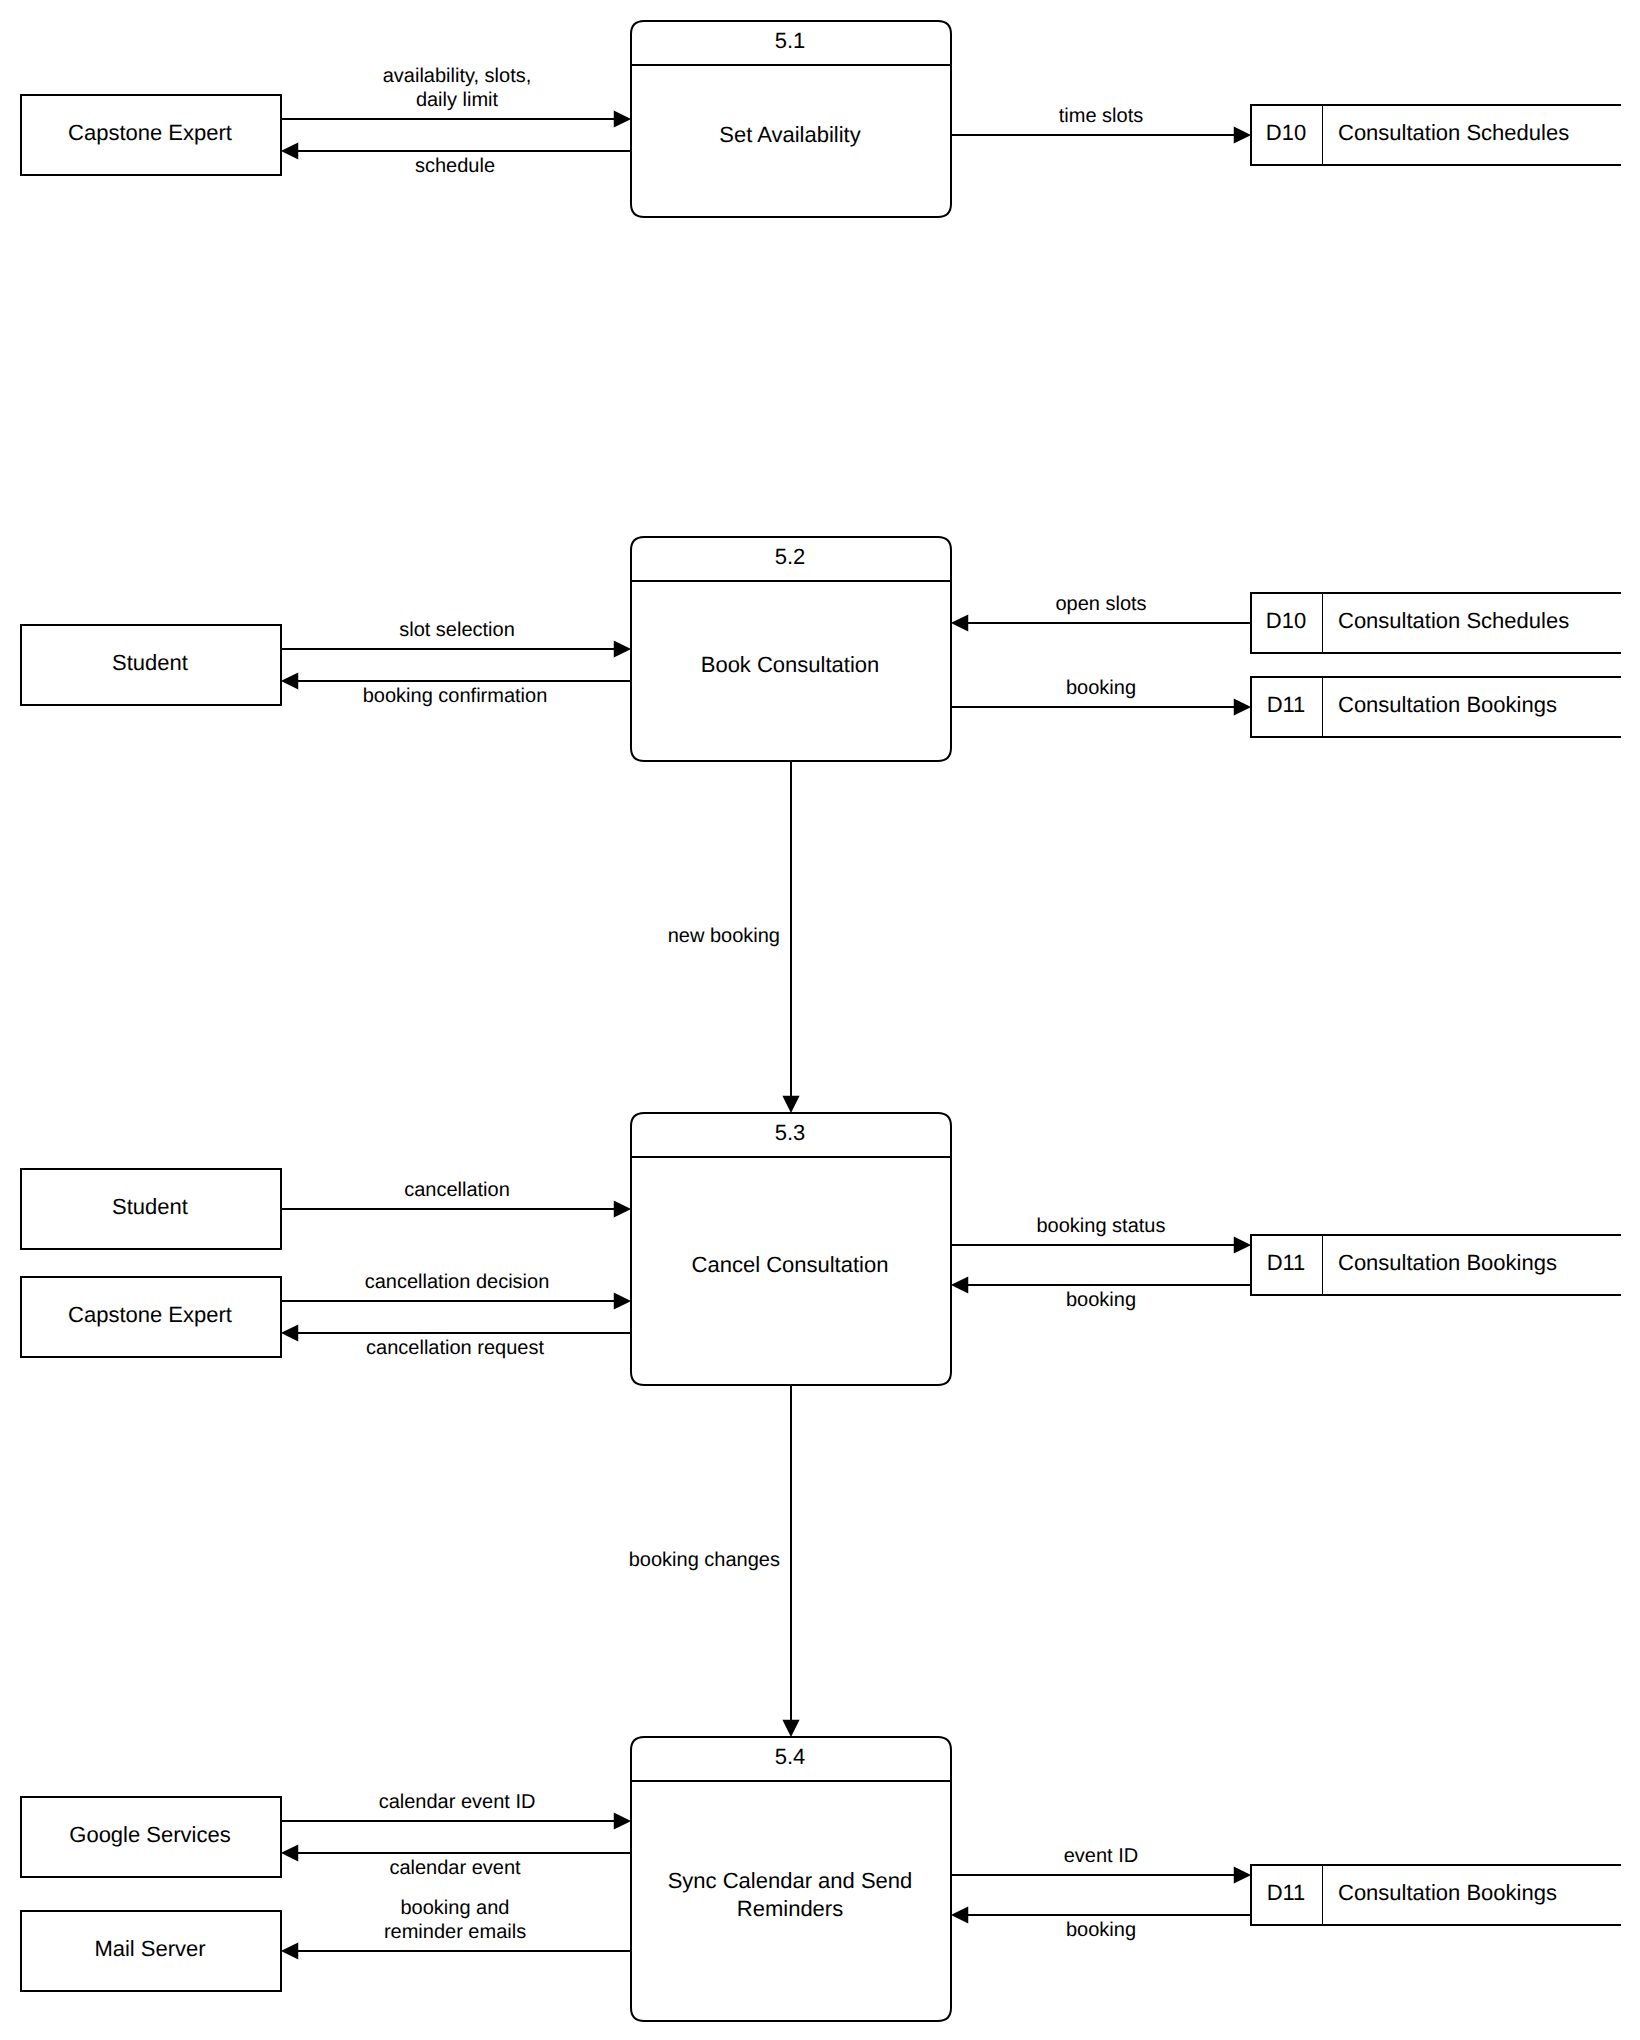 5.1
availability, slots,
daily limit
Capstone Expert
Set Availability
time slots
D10 Consultation Schedules
schedule
5.2
slot selection
Student
Book Consultation
booking confirmation
open slots
D10 Consultation Schedules
booking
D11 Consultation Bookings
new booking
5.3
Student
cancellation
Cancel Consultation
Capstone Expert
cancellation decision
cancellation request
booking status
D11 Consultation Bookings
booking
booking changes
5.4
calendar event ID
Google Services
calendar event
booking and
reminder emails
Mail Server
Sync Calendar and Send
Reminders
event ID
D11 Consultation Bookings
booking